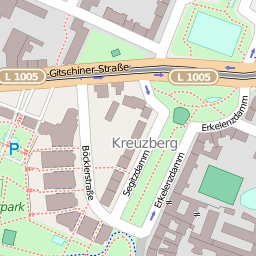 L 1005
Gitschiner Straße
L 1005
Erkelenzdamm
Kreuzberg
P
Böcklerstraße
Segitzdamm
Erkelenzdamm
park